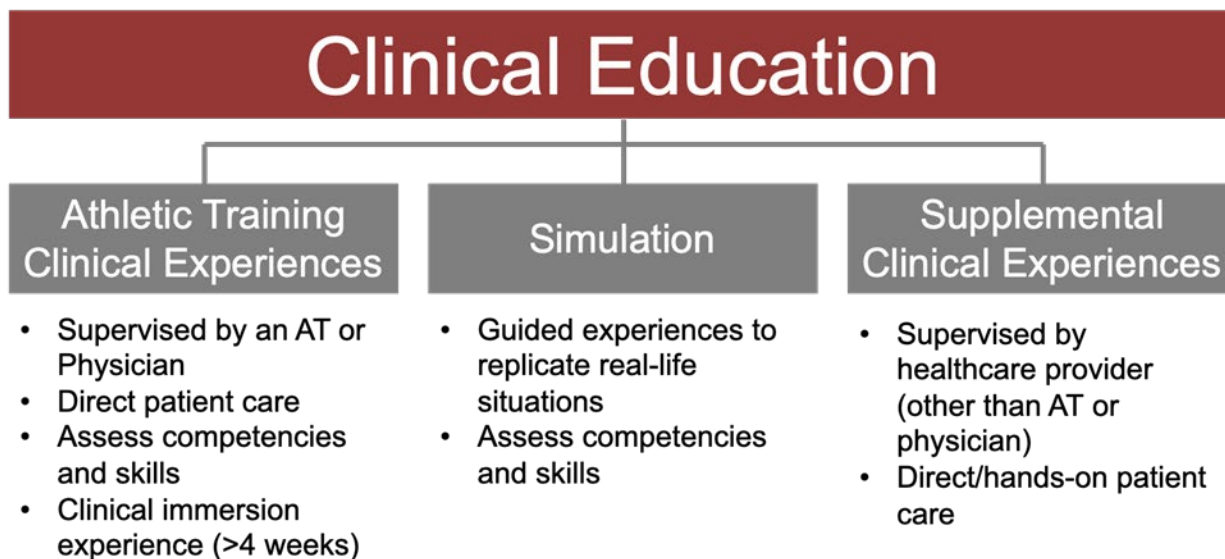 Clinical Education
Athletic Training
Clinical Experiences
• Supervised by an AT or
Physician
• Direct patient care
• Assess competencies
and skills
• Clinical immersion
experience (>4 weeks)
Simulation
• Guided experiences to
replicate real-life
situations
• Assess competencies
and skills
Supplemental
Clinical Experiences
• Supervised by
healthcare provider
(other than AT or
physician)
• Direct/hands-on patient
care